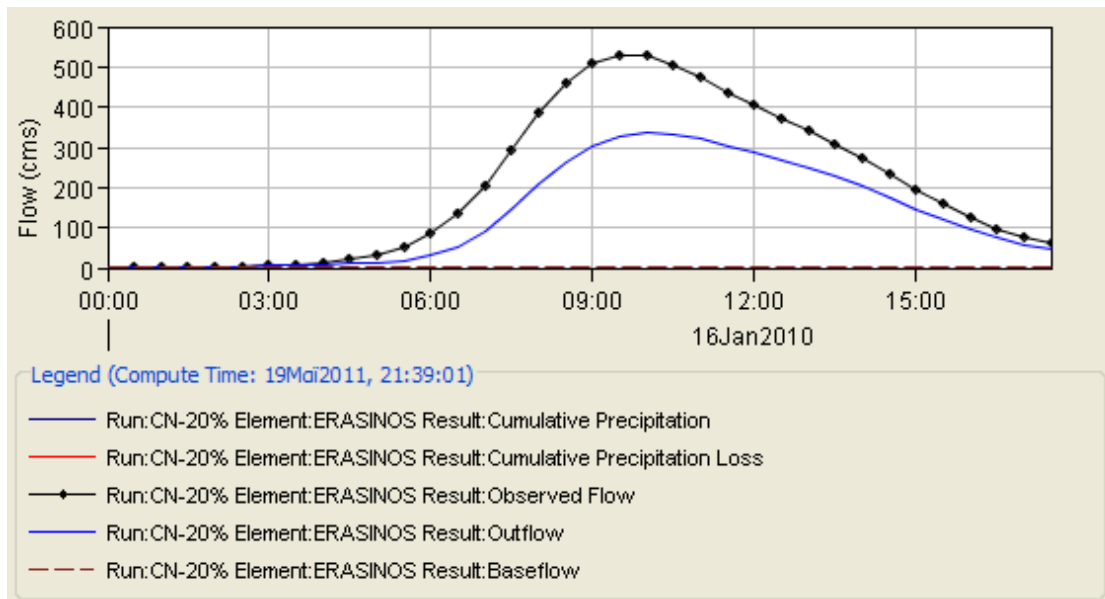 600
500
400
300
200
100
0
Flow (cms)
00:00 03:00 06:00 09:00 12:00 15:00
16Jan2010
Legend (Compute Time: 19Μαϊ2011, 21:39:01)
Run:CN-20% Element:ERASINOS Result:Cumulative Precipitation
Run:CN-20% Element:ERASINOS Result:Cumulative Precipitation Loss
Run:CN-20% Element:ERASINOS Result:Observed Flow
Run:CN-20% Element:ERASINOS Result:Outflow
Run:CN-20% Element:ERASINOS Result:Baseflow